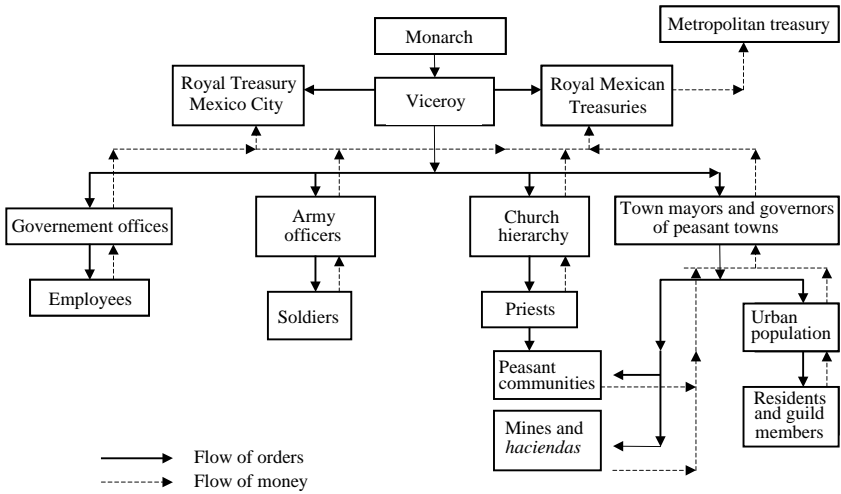 Metropolitan treasury
Monarch
Royal Treasury
Mexico City
Viceroy
Royal Mexican
Treasuries
Governement offices
Army
officers
Church
hierarchy
Town mayors and governors
of peasant towns
Employees
Soldiers
Priests
Urban
population
Peasant
communities
Residents
and guild
members
Mines and
haciendas
Flow of orders
Flow of money